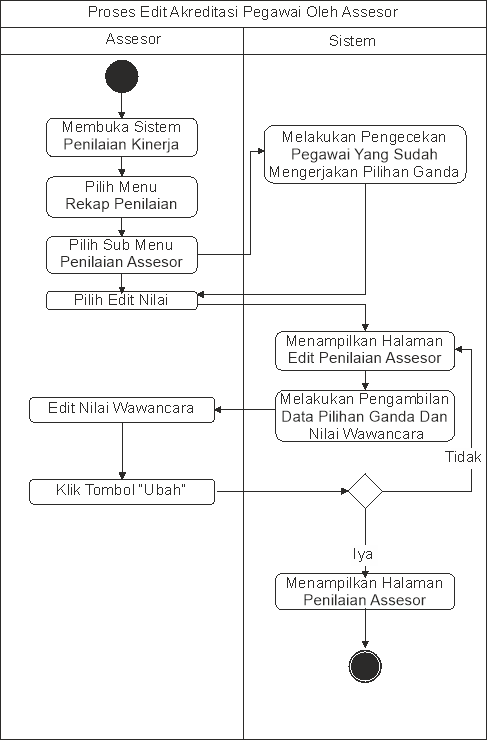 Proses Edit Akreditasi Pegawai Oleh Assesor
Assesor
Sistem
Membuka Sistem
Penilaian Kinerja
Melakukan Pengecekan
Pegawai Yang Sudah
Mengerjakan Pilihan Ganda
Pilih Menu
Rekap Penilaian
Pilih Sub Menu
Penilaian Assesor
Pilih Edit Nilai
Menampilkan Halaman
Edit Penilaian Assesor
Melakukan Pengambilan
Data Pilihan Ganda Dan
Nilai Wawancara
Edit Nilai Wawancara
Tidak
Klik Tombol "Ubah"
Iya
Menampilkan Halaman
Penilaian Assesor